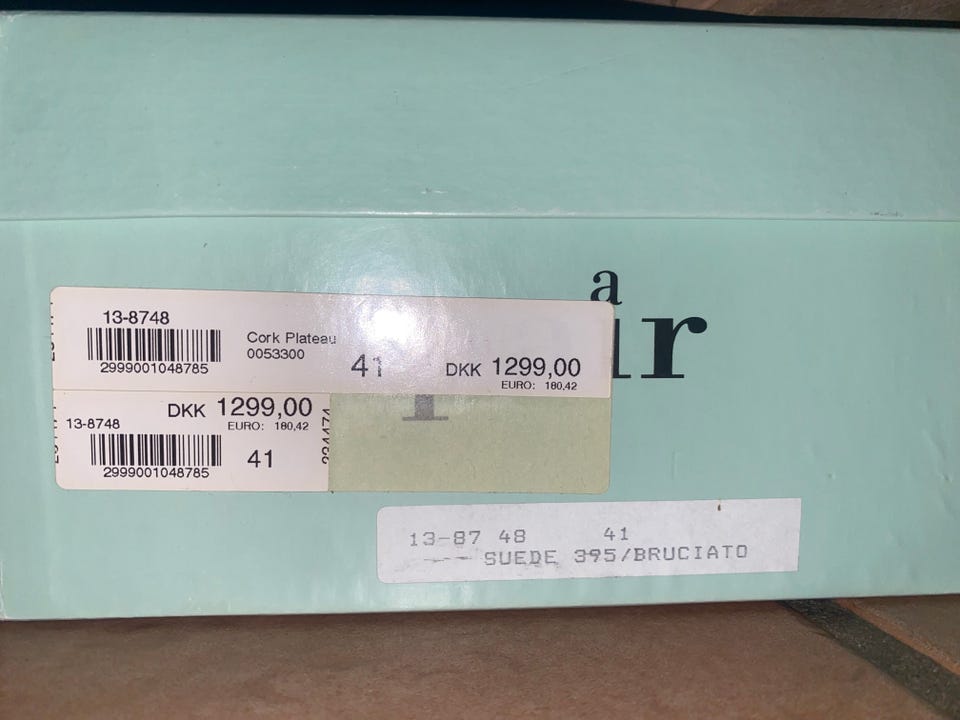 a
ır
13-8748
Cork Plateau
0053300
2999001048785
41
DKK 1299,00
EURO: 180,42
DKK 1299,00
EURO: 180,42
13-8748
41
2999001048785
13-87 48 41
SUEDE 395/BRUCIATO